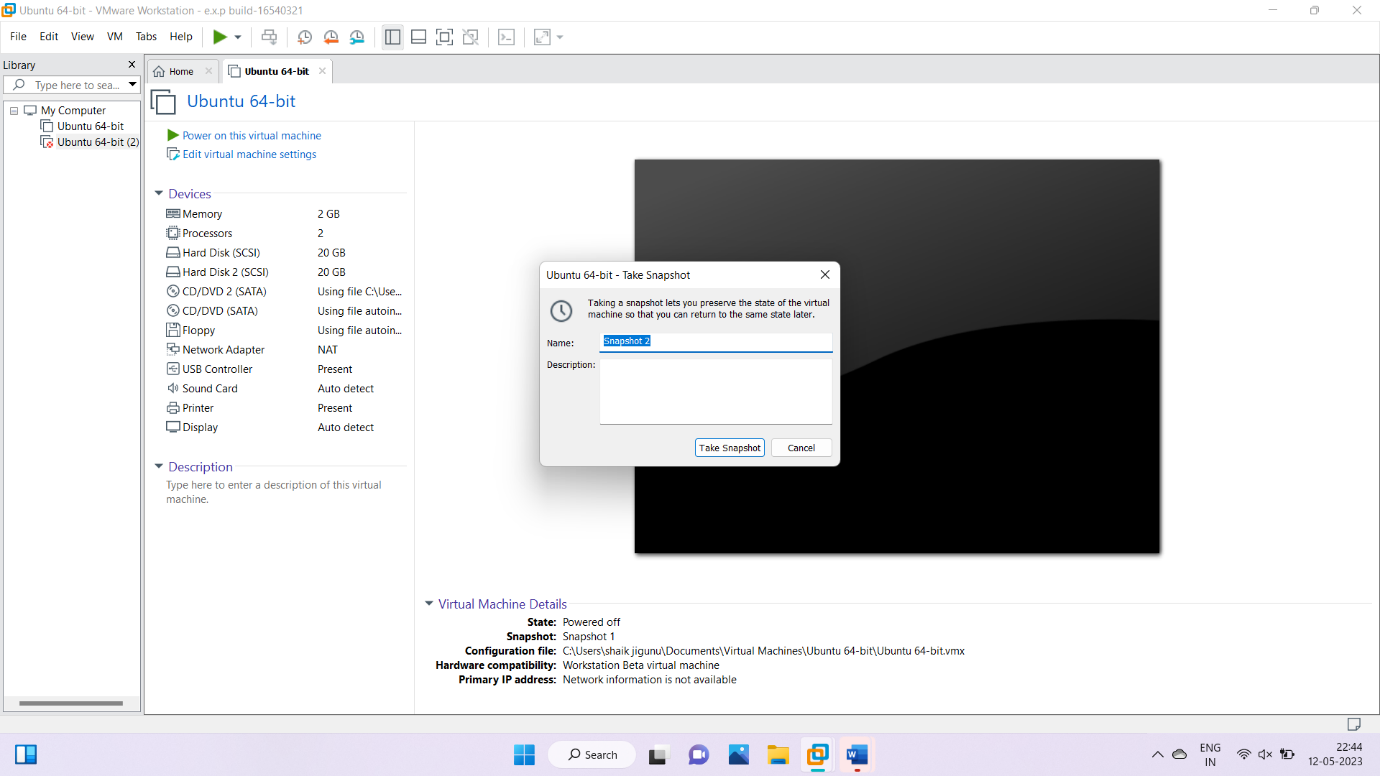 Ubuntu 64-bit - VMware Workstation - e.x.p build-16540321
File Edit View VM Tabs Help
Library
Type here to sea...
My Computer
Ubuntu 64-bit
Ubuntu 64-bit (2)
Home
Ubuntu 64-bit
Ubuntu 64-bit
Power on this virtual machine
Edit virtual machine settings
Devices
Memory 2 GB
Processors 2
Hard Disk (SCSI) 20 GB
Hard Disk 2 (SCSI) 20 GB
CD/DVD 2 (SATA) Using file C:\Use...
CD/DVD (SATA) Using file autoin...
Floppy Using file autoin...
Network Adapter NAT
USB Controller Present
Sound Card Auto detect
Printer Present
Display Auto detect
Description
Type here to enter a description of this virtual
machine.
Ubuntu 64-bit - Take Snapshot
Taking a snapshot lets you preserve the state of the virtual
machine so that you can return to the same state later.
Name: Snapshot 2
Description:
Take Snapshot Cancel
Virtual Machine Details
State: Powered off
Snapshot: Snapshot 1
Configuration file: C:\Users\shaik jigunu\Documents\Virtual Machines\Ubuntu 64-bit\Ubuntu 64-bit.vmx
Hardware compatibility: Workstation Beta virtual machine
Primary IP address: Network information is not available
Search
W
ENG
IN
22:44
12-05-2023